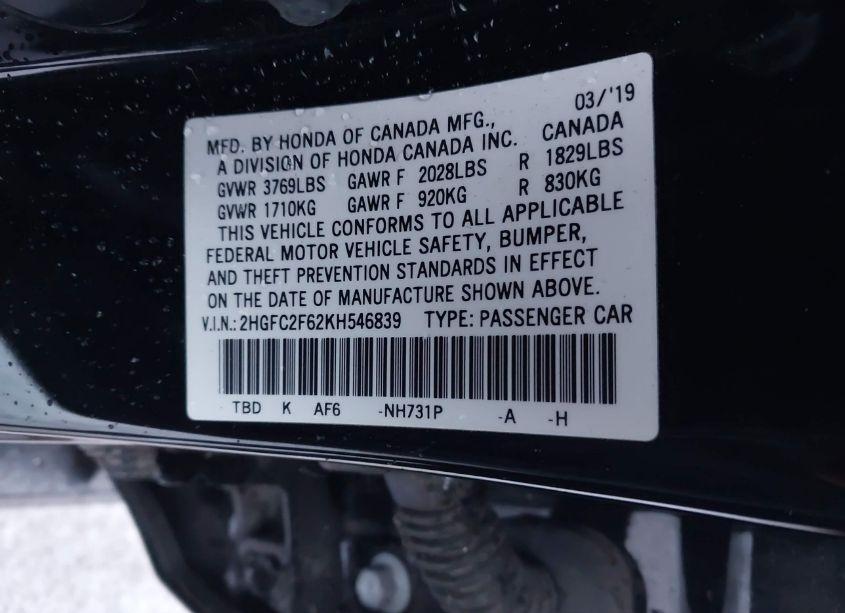 03/'19
MFD. BY HONDA OF CANADA MFG., CANADA
A DIVISION OF HONDA CANADA INC.
GVWR 3769LBS GAWR F 2028LBS R 1829LBS
GVWR 1710KG GAWR F 920KG R 830KG
THIS VEHICLE CONFORMS TO ALL APPLICABLE
FEDERAL MOTOR VEHICLE SAFETY, BUMPER,
AND THEFT PREVENTION STANDARDS IN EFFECT
ON THE DATE OF MANUFACTURE SHOWN ABOVE.
V.I.N.: 2HGFC2F62KH546839 TYPE: PASSENGER CAR
TBD K AF6 -NH731P -A -H